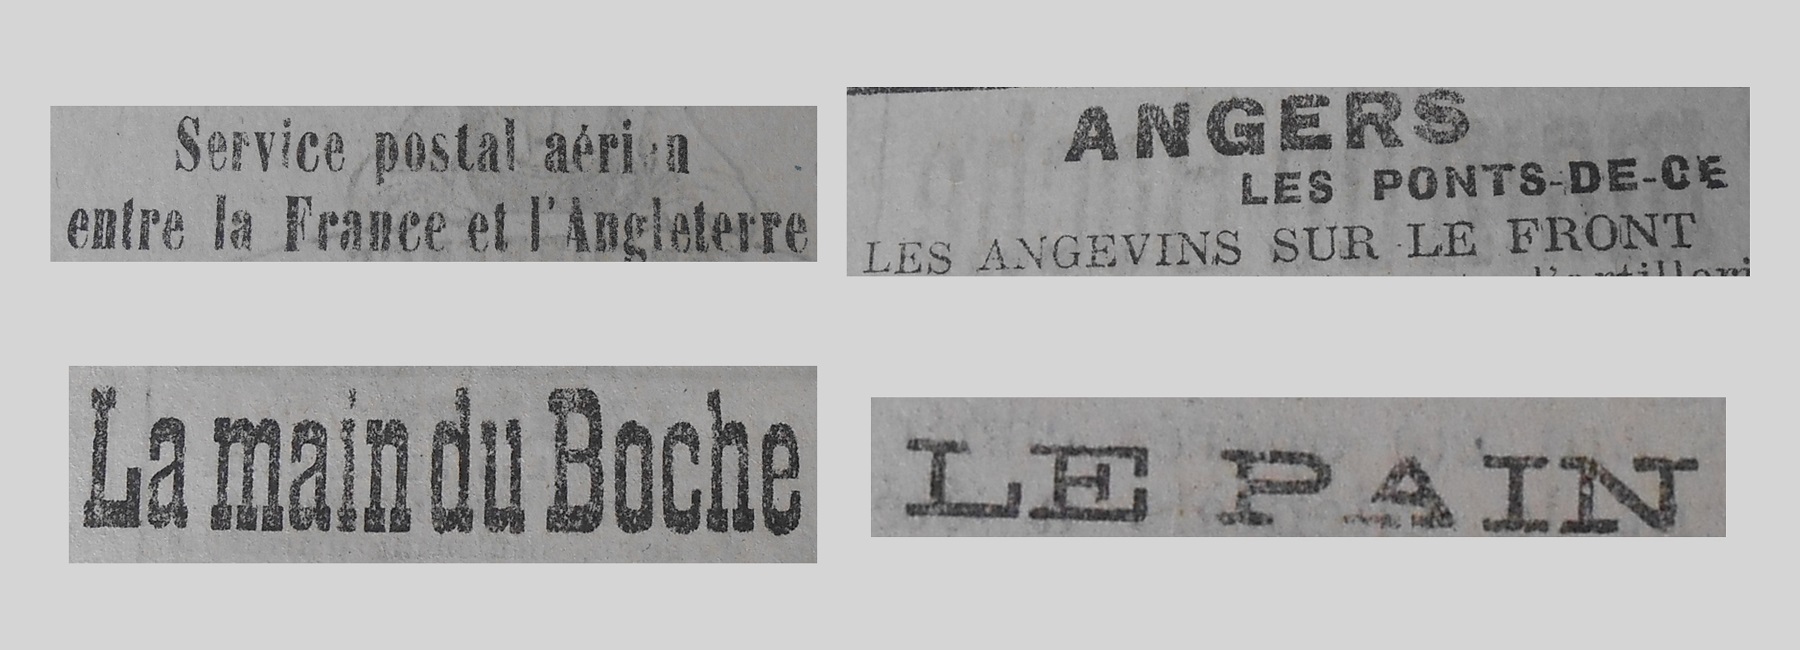 Service postal aérien
entre la France et l'Angleterre
ANGERS
LES PONTS-DE-CE
LES ANGEVINS SUR LE FRONT
La main du Boche
LE PAIN